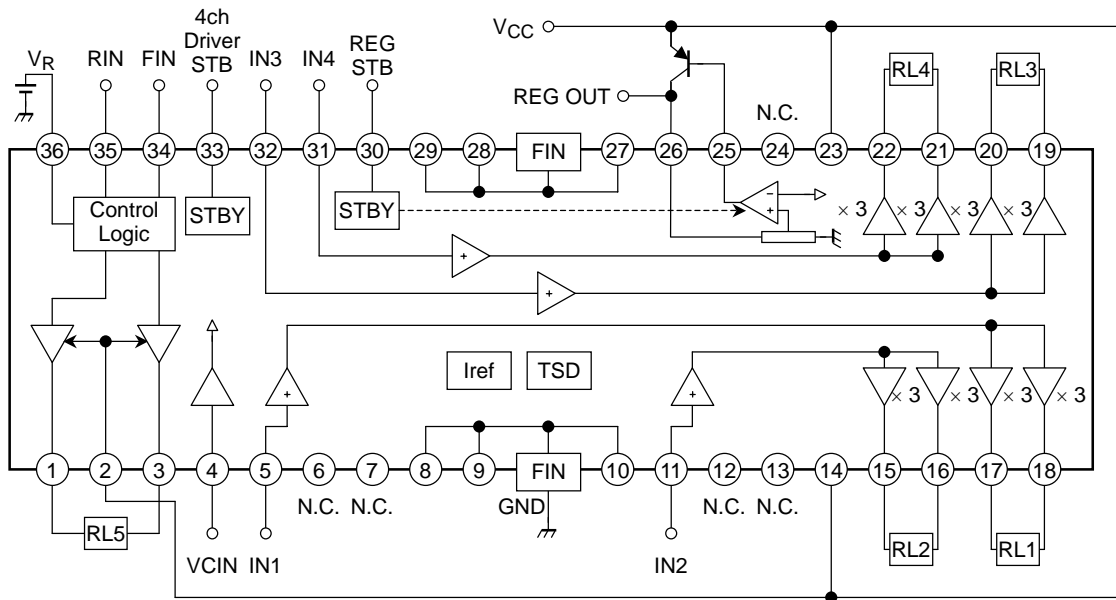 4ch
Driver
STB
VCC
VR
RIN
FIN
IN3
IN4
REG
STB
REG OUT
N.C.
RL4
RL3
36
35
34
33
32
31
30
29
28
FIN
27
26
25
24
23
22
21
20
19
Control
Logic
STBY
STBY
−
+
× 3
× 3
× 3
× 3
+
+
Iref
TSD
+
+
× 3
× 3
× 3
× 3
1
2
3
4
5
6
7
8
9
FIN
10
11
12
13
14
15
16
17
18
N.C.
N.C.
GND
N.C.
N.C.
RL5
VCIN
IN1
IN2
RL2
RL1